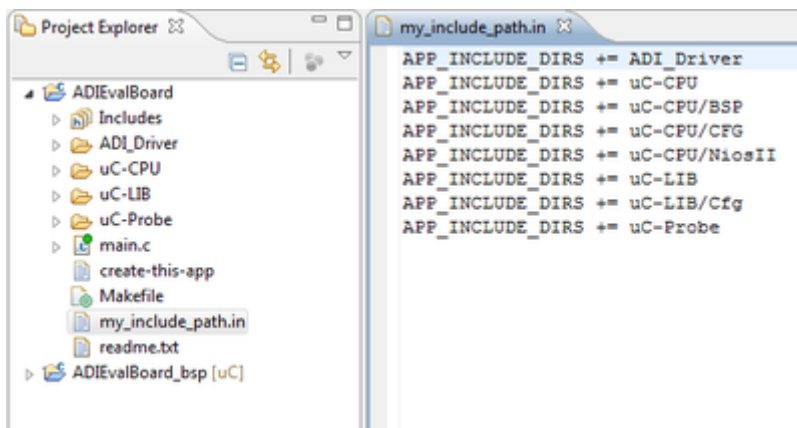 Project Explorer
ADIEvalBoard
Includes
ADI_Driver
uC-CPU
uC-LIB
uC-Probe
main.c
create-this-app
Makefile
my_include_path.in
readme.txt
ADIEvalBoard_bsp [uC]
my_include_path.in
APP_INCLUDE_DIRS += ADI_Driver
APP_INCLUDE_DIRS += uC-CPU
APP_INCLUDE_DIRS += uC-CPU/BSP
APP_INCLUDE_DIRS += uC-CPU/CFG
APP_INCLUDE_DIRS += uC-CPU/NiosII
APP_INCLUDE_DIRS += uC-LIB
APP_INCLUDE_DIRS += uC-LIB/Cfg
APP_INCLUDE_DIRS += uC-Probe